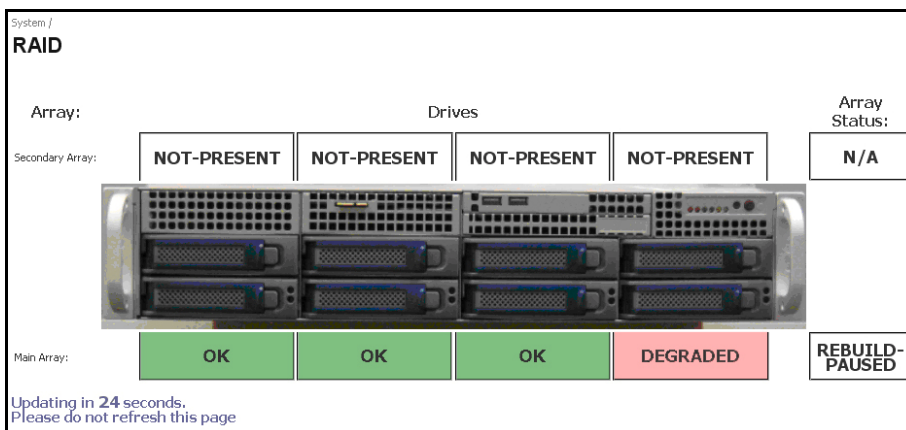 System /
RAID
Array:
Drives
Array
Status:
Secondary Array:
NOT-PRESENT
NOT-PRESENT
NOT-PRESENT
NOT-PRESENT
N/A
Main Array:
OK
OK
OK
DEGRADED
REBUILD-
PAUSED
Updating in 24 seconds.
Please do not refresh this page